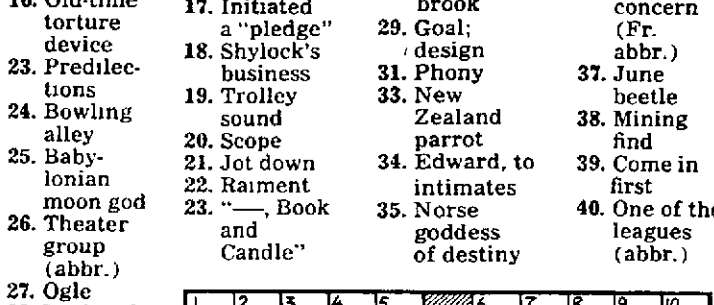 16. Old-time
torture
device
23. Predilec-
tions
24. Bowling
alley
25. Baby-
lonian
moon god
26. Theater
group
(abbr.)
27. Ogle
17. Initiated
a "pledge"
18. Shylock's
business
19. Trolley
sound
20. Scope
21. Jot down
22. Raiment
23. "—, Book
and
Candle"
brook
29. Goal;
design
31. Phony
33. New
Zealand
parrot
34. Edward, to
intimates
35. Norse
goddess
of destiny
concern
(Fr.
abbr.)
37. June
beetle
38. Mining
find
39. Come in
first
40. One of the
leagues
(abbr.)
1 2 3 4 5 6 7 8 9 10